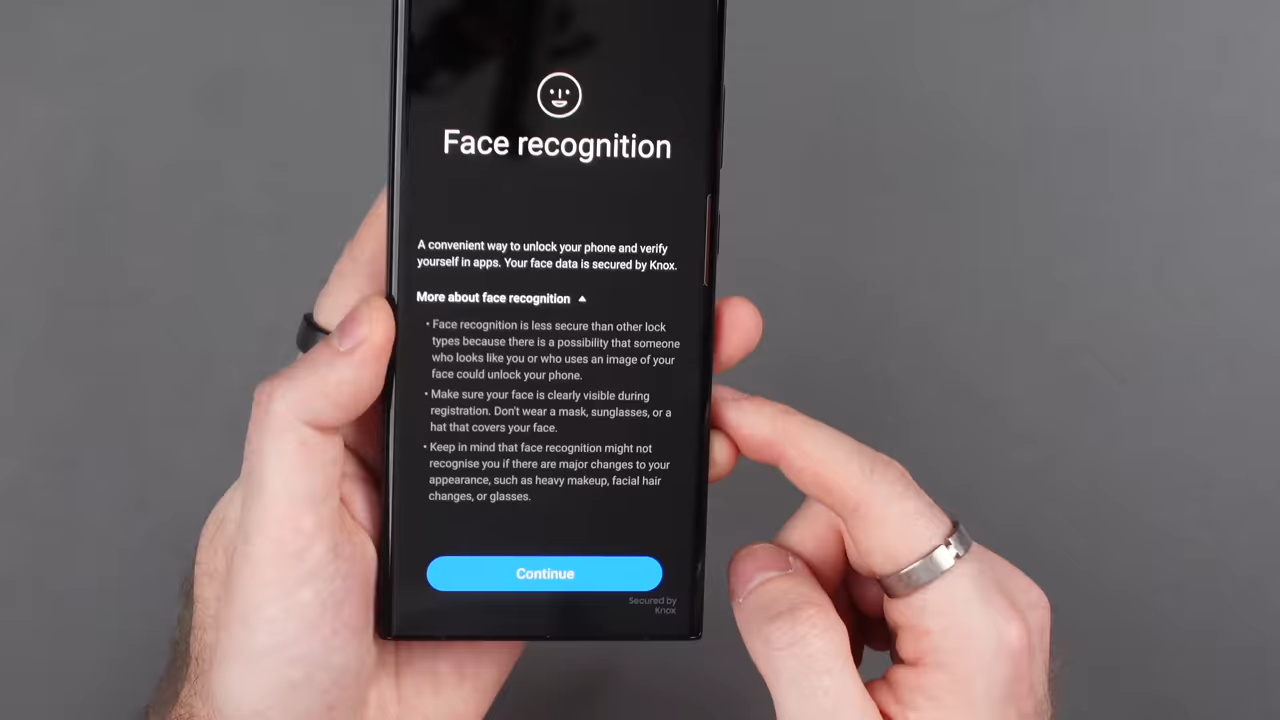 Face recognition
A convenient way to unlock your phone and verify
yourself in apps. Your face data is secured by Knox.
More about face recognition
• Face recognition is less secure than other lock
types because there is a possibility that someone
who looks like you or who uses an image of your
face could unlock your phone.
• Make sure your face is clearly visible during
registration. Don't wear a mask, sunglasses, or a
hat that covers your face.
• Keep in mind that face recognition might not
recognise you if there are major changes to your
appearance, such as heavy makeup, facial hair
changes, or glasses.
Continue
Secured by
Knox